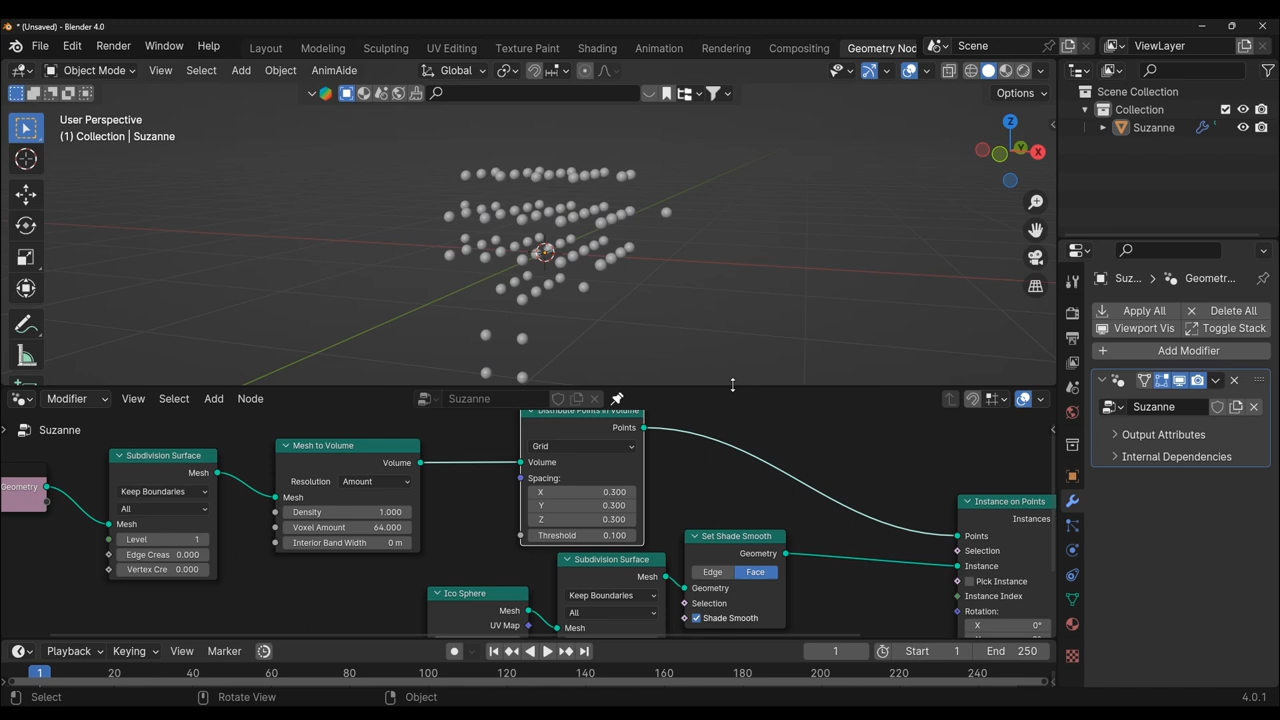 * (Unsaved) - Blender 4.0
File Edit Render Window Help
Layout Modeling Sculpting UV Editing Texture Paint Shading Animation Rendering Compositing Geometry Nod
Scene
ViewLayer
Object Mode View Select Add Object AnimAide
Global
Options
User Perspective
(1) Collection | Suzanne
Z
Y
X
Scene Collection
Collection
Suzanne
Suz... > Geometr...
Apply All
Delete All
Viewport Vis
Toggle Stack
Add Modifier
Suzanne
Output Attributes
Internal Dependencies
Modifier View Select Add Node
Suzanne
Suzanne
Geometry
Subdivision Surface
Mesh
Keep Boundaries
All
Mesh
Level 1
Edge Creas 0.000
Vertex Cre 0.000
Mesh to Volume
Volume
Resolution Amount
Mesh
Density 1.000
Voxel Amount 64.000
Interior Band Width 0 m
Distribute Points in Volume
Points
Grid
Volume
Spacing:
X 0.300
Y 0.300
Z 0.300
Threshold 0.100
Ico Sphere
Mesh
UV Map
Subdivision Surface
Mesh
Keep Boundaries
All
Mesh
Set Shade Smooth
Geometry
Edge Face
Geometry
Selection
Shade Smooth
Instance on Points
Instances
Points
Selection
Instance
Pick Instance
Instance Index
Rotation:
X 0°
Playback Keying View Marker
1
Start 1 End 250
1 20 40 60 80 100 120 140 160 180 200 220 240
Select Rotate View Object
4.0.1